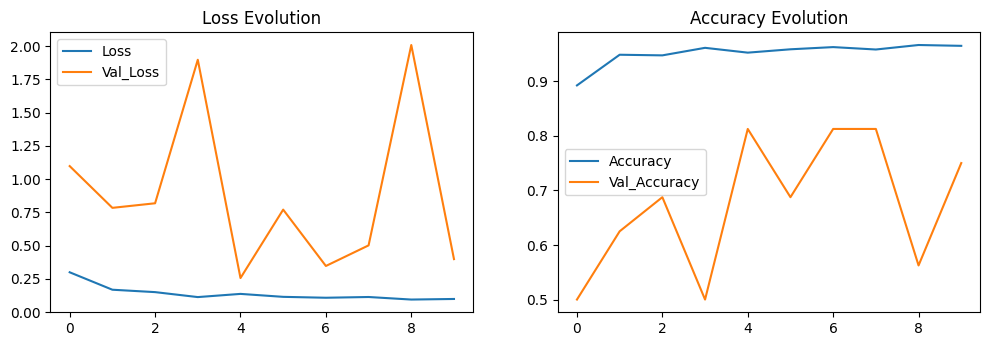 Loss Evolution
Loss
Val_Loss
2.00
1.75
1.50
1.25
1.00
0.75
0.50
0.25
0.00
0 2 4 6 8
Accuracy Evolution
Accuracy
Val_Accuracy
0.9
0.8
0.7
0.6
0.5
0 2 4 6 8